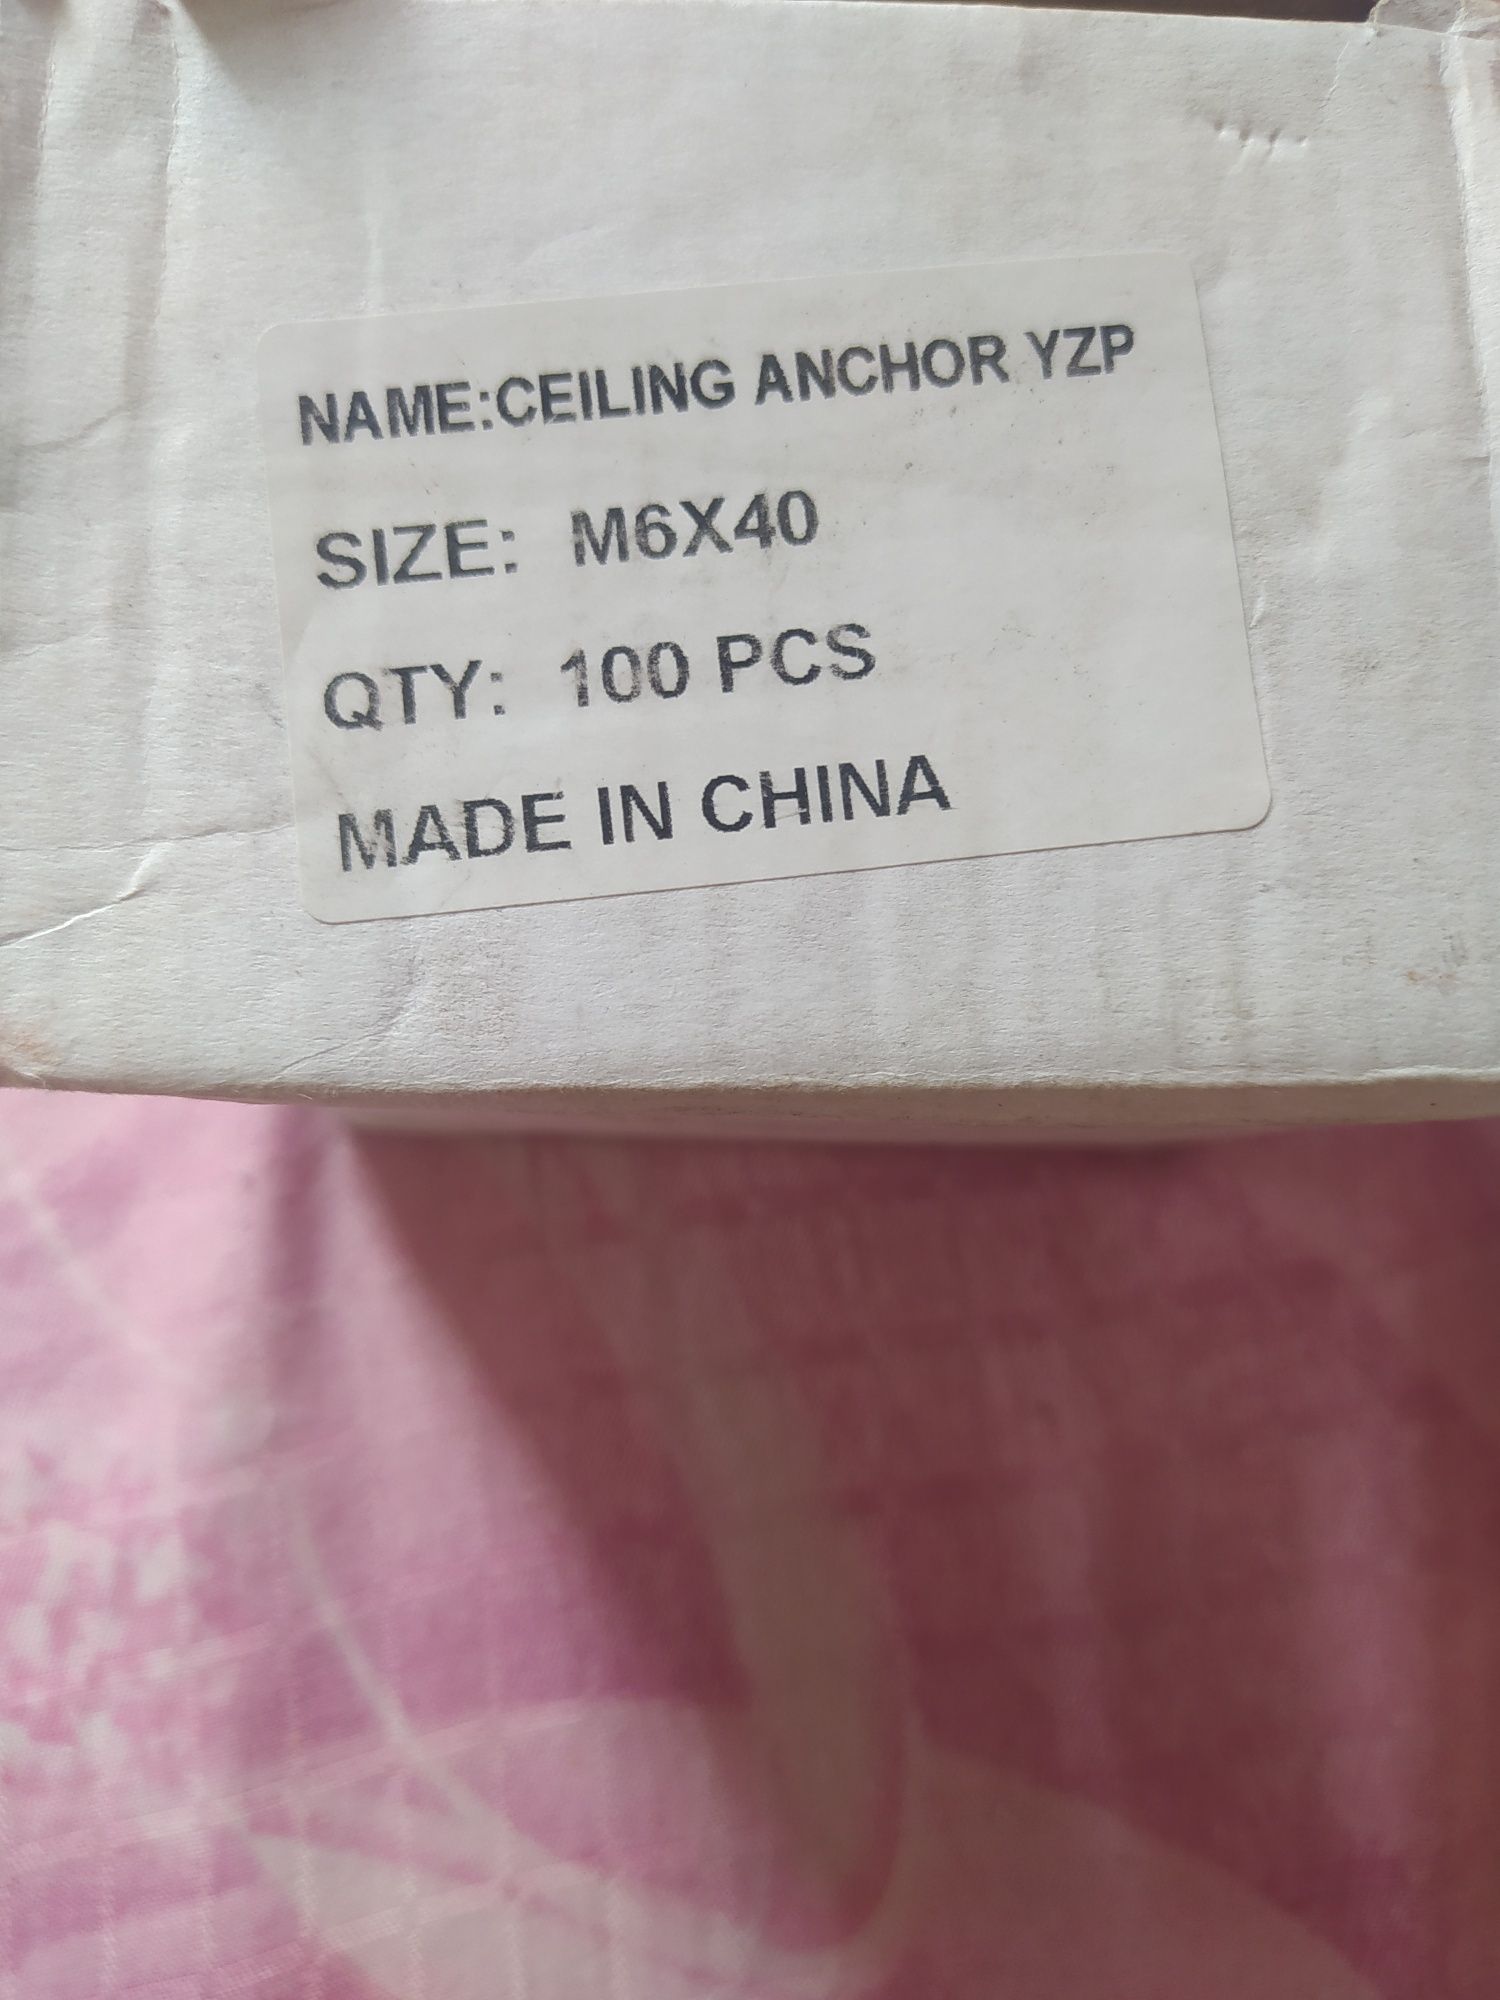 NAME:CEILING ANCHOR YZP
SIZE: M6X40
QTY: 100 PCS
MADE IN CHINA